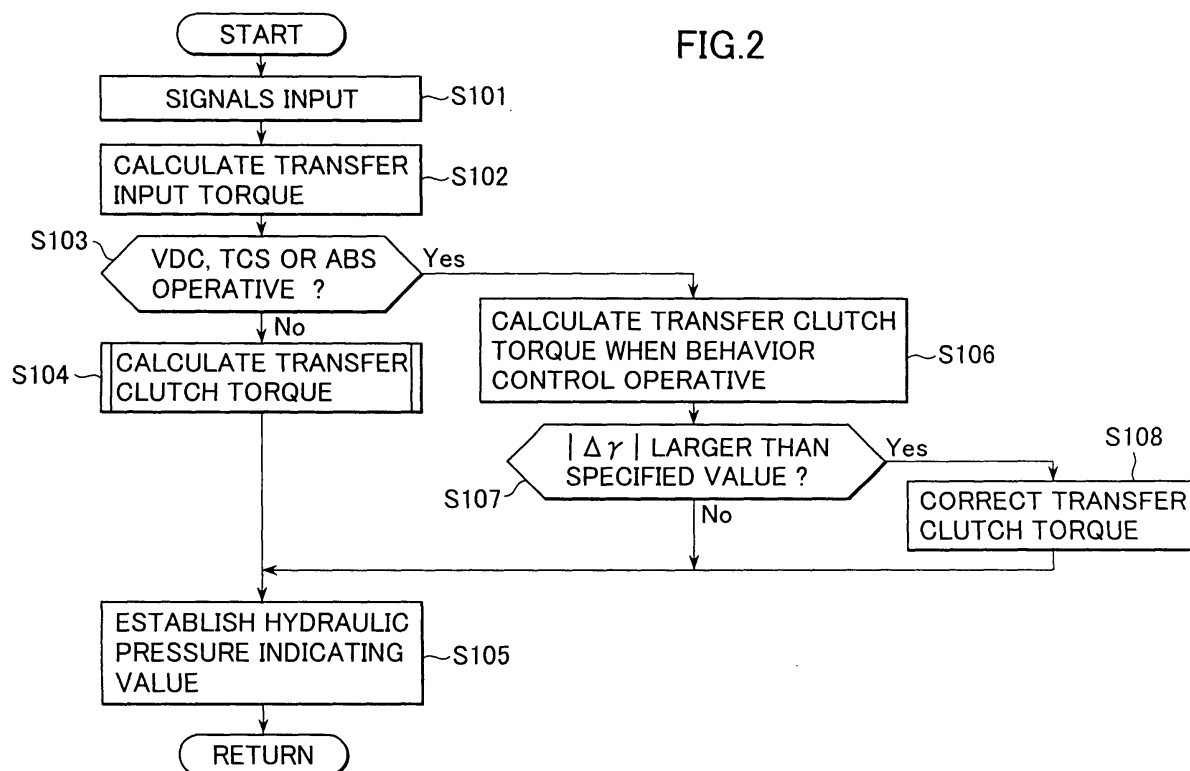 START
FIG.2
SIGNALS INPUT
S101
CALCULATE TRANSFER
INPUT TORQUE
S102
S103
VDC, TCS OR ABS
OPERATIVE ?
Yes
No
S104
CALCULATE TRANSFER
CLUTCH TORQUE
CALCULATE TRANSFER CLUTCH
TORQUE WHEN BEHAVIOR
CONTROL OPERATIVE
S106
| Δγ | LARGER THAN
SPECIFIED VALUE ?
S107
Yes
No
S108
CORRECT TRANSFER
CLUTCH TORQUE
ESTABLISH HYDRAULIC
PRESSURE INDICATING
VALUE
S105
RETURN